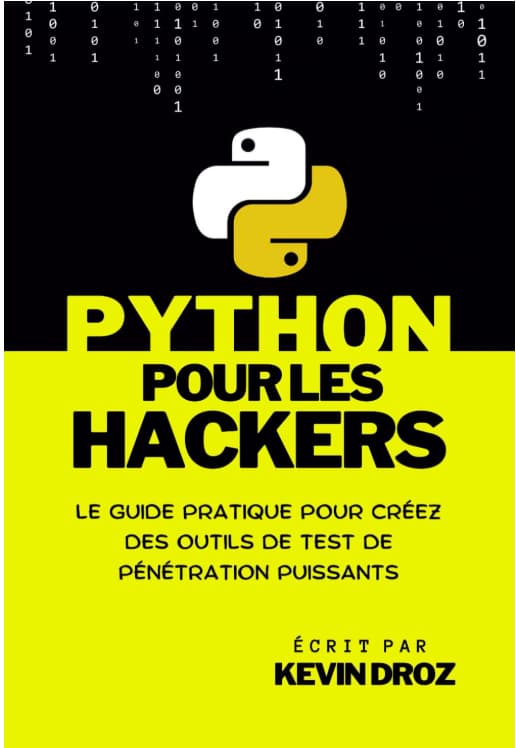 PYTHON
POUR LES
HACKERS
LE GUIDE PRATIQUE POUR CRÉEZ
DES OUTILS DE TEST DE
PÉNÉTRATION PUISSANTS
ÉCRIT PAR
KEVIN DROZ